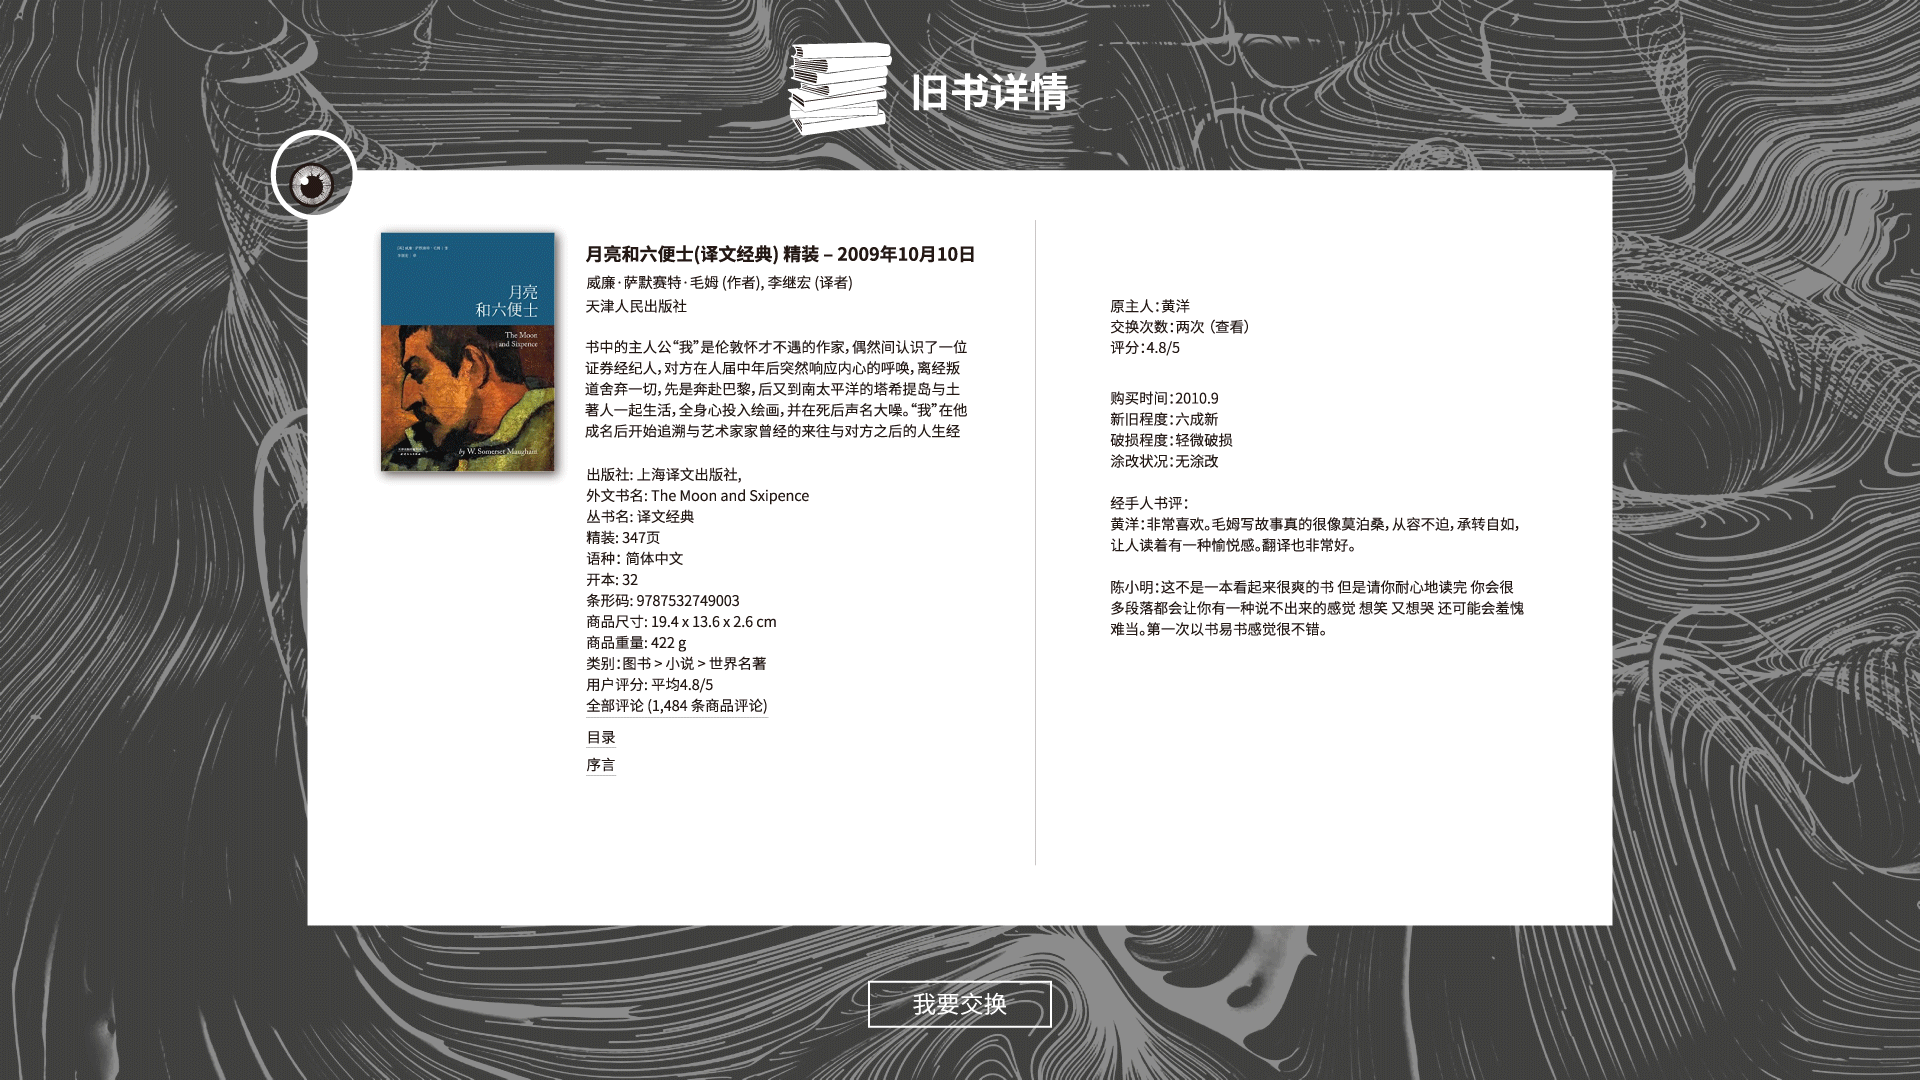 旧书详情
月亮
和六便士
The Moon
and Sixpence
by W. Somerset Maugham
月亮和六便士(译文经典) 精装 – 2009年10月10日
威廉·萨默赛特·毛姆 (作者), 李继宏 (译者)
天津人民出版社
书中的主人公“我”是伦敦怀才不遇的作家，偶然间认识了一位
证券经纪人，对方在人届中年后突然响应内心的呼唤，离经叛
道舍弃一切，先是奔赴巴黎，后又到南太平洋的塔希提岛与土
著人一起生活，全身心投入绘画，并在死后声名大噪。“我”在他
成名后开始追溯与艺术家家曾经的来往与对方之后的人生经
出版社: 上海译文出版社,
外文书名: The Moon and Sxipence
丛书名: 译文经典
精装: 347页
语种： 简体中文
开本: 32
条形码: 9787532749003
商品尺寸: 19.4 x 13.6 x 2.6 cm
商品重量: 422 g
类别：图书 > 小说 > 世界名著
用户评分: 平均4.8/5
全部评论 (1,484 条商品评论)
目录
序言
原主人：黄洋
交换次数：两次（查看）
评分：4.8/5
购买时间：2010.9
新旧程度：六成新
破损程度：轻微破损
涂改状况：无涂改
经手人书评：
黄洋：非常喜欢。毛姆写故事真的很像莫泊桑，从容不迫，承转自如，
让人读着有一种愉悦感。翻译也非常好。
陈小明：这不是一本看起来很爽的书 但是请你耐心地读完 你会很
多段落都会让你有一种说不出来的感觉 想笑 又想哭 还可能会羞愧
难当。第一次以书易书感觉很不错。
我要交换